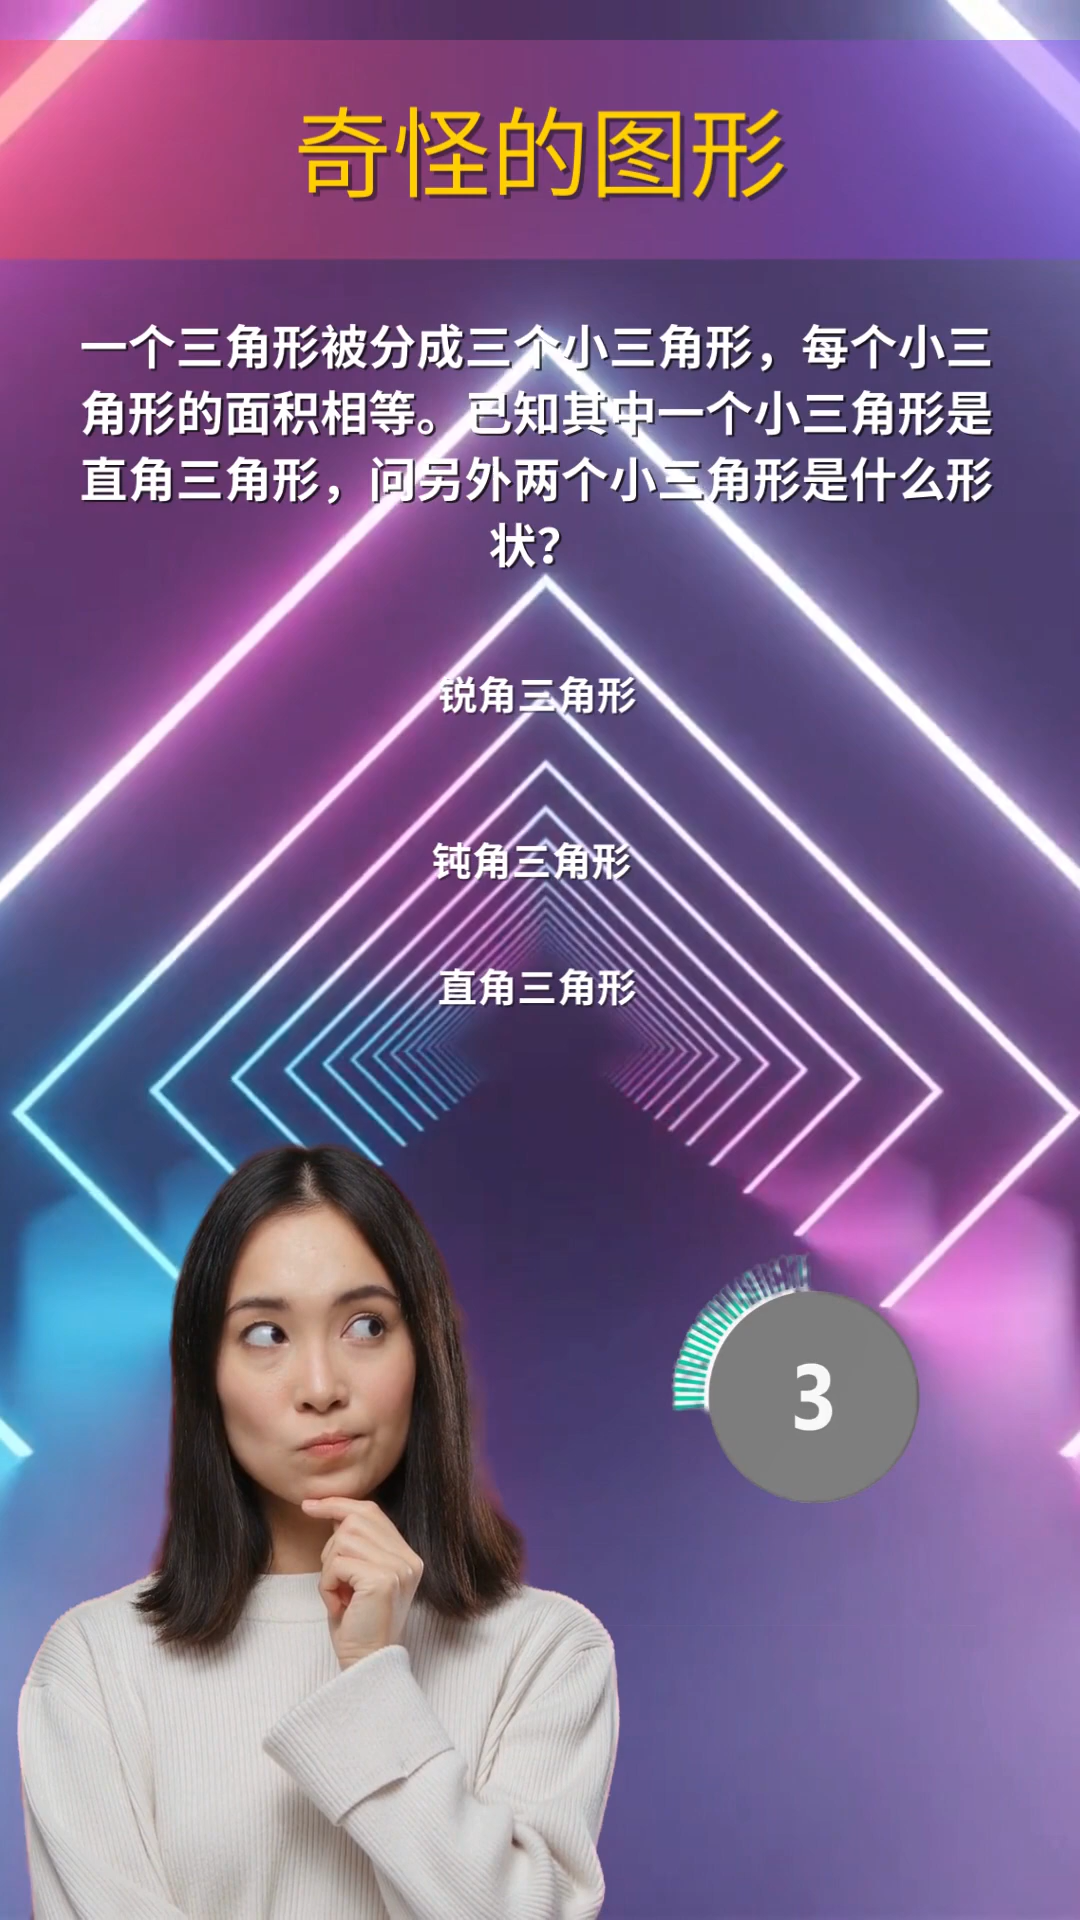 奇怪的图形
一个三角形被分成三个小三角形，每个小三
角形的面积相等。已知其中一个小三角形是
直角三角形，问另外两个小三角形是什么形
状？
锐角三角形
钝角三角形
直角三角形
3